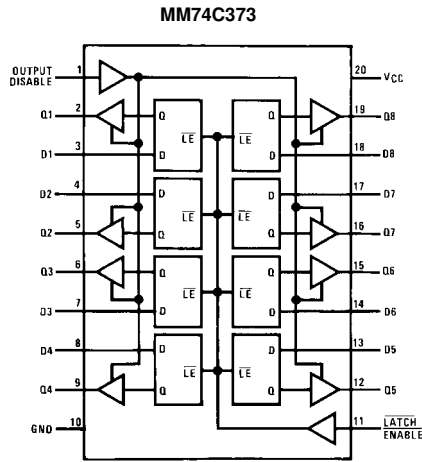 MM74C373
OUTPUT
DISABLE
1
20
VCC
Q1
2
Q
Q
19
Q8
LE
LE
D1
3
D
D
18
D8
D2
4
D
D
17
D7
LE
LE
Q2
5
Q
Q
16
Q7
Q3
6
Q
Q
15
Q6
LE
LE
D3
7
D
D
14
D6
D4
8
D
D
13
D5
LE
LE
Q4
9
Q
Q
12
Q5
GND
10
11
LATCH
ENABLE